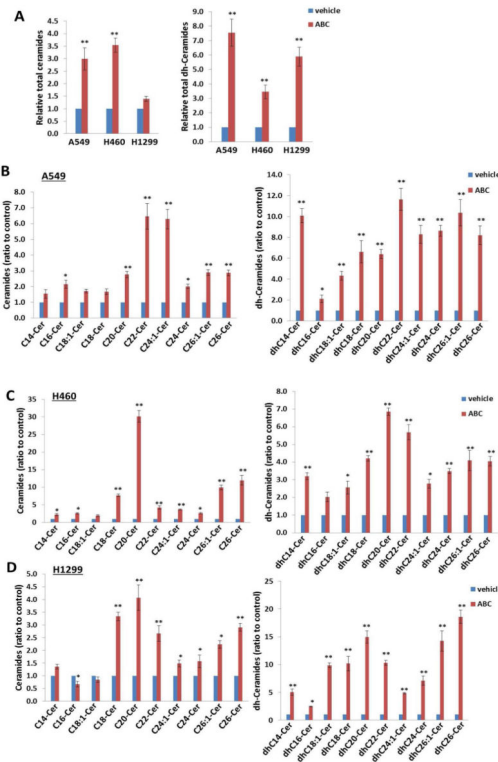 A
Relative total ceramides
4.5
4.0
3.5
3.0
2.5
2.0
1.5
1.0
0.5
0.0
**
**
A549 H460 H1299
Relative total dh-Ceramides
9.0
8.0
7.0
6.0
5.0
4.0
3.0
2.0
1.0
0.0
**
**
**
A549 H460 H1299
vehicle
ABC
B
A549
Ceramides (ratio to control)
8.0
7.0
6.0
5.0
4.0
3.0
2.0
1.0
0.0
*
**
**
**
*
**
**
C14-Cer
C16-Cer
C18:1-Cer
C18-Cer
C20-Cer
C22-Cer
C24:1-Cer
C24-Cer
C26:1-Cer
C26-Cer
dh-Ceramides (ratio to control)
14.0
12.0
10.0
8.0
6.0
4.0
2.0
0.0
**
*
**
**
**
**
**
**
**
**
dhC14-Cer
dhC16-Cer
dhC18:1-Cer
dhC18-Cer
dhC20-Cer
dhC22-Cer
dhC24:1-Cer
dhC24-Cer
dhC26:1-Cer
dhC26-Cer
vehicle
ABC
C
H460
Ceramides (ratio to control)
35
30
25
20
15
10
5
0
*
*
**
**
**
**
*
**
**
C14-Cer
C16-Cer
C18:1-Cer
C18-Cer
C20-Cer
C22-Cer
C24:1-Cer
C24-Cer
C26:1-Cer
C26-Cer
dh-Ceramides (ratio to control)
8.0
7.0
6.0
5.0
4.0
3.0
2.0
1.0
0.0
**
*
**
**
**
*
**
**
**
dhC14-Cer
dhC16-Cer
dhC18:1-Cer
dhC18-Cer
dhC20-Cer
dhC22-Cer
dhC24:1-Cer
dhC24-Cer
dhC26:1-Cer
dhC26-Cer
vehicle
ABC
D
H1299
Ceramides (ratio to control)
5.0
4.5
4.0
3.5
3.0
2.5
2.0
1.5
1.0
0.5
0.0
*
**
**
**
*
*
**
**
C14-Cer
C16-Cer
C18:1-Cer
C18-Cer
C20-Cer
C22-Cer
C24:1-Cer
C24-Cer
C26:1-Cer
C26-Cer
dh-Ceramides (ratio to control)
25
20
15
10
5
0
**
*
**
**
**
**
**
**
**
**
dhC14-Cer
dhC16-Cer
dhC18:1-Cer
dhC18-Cer
dhC20-Cer
dhC22-Cer
dhC24:1-Cer
dhC24-Cer
dhC26:1-Cer
dhC26-Cer
vehicle
ABC